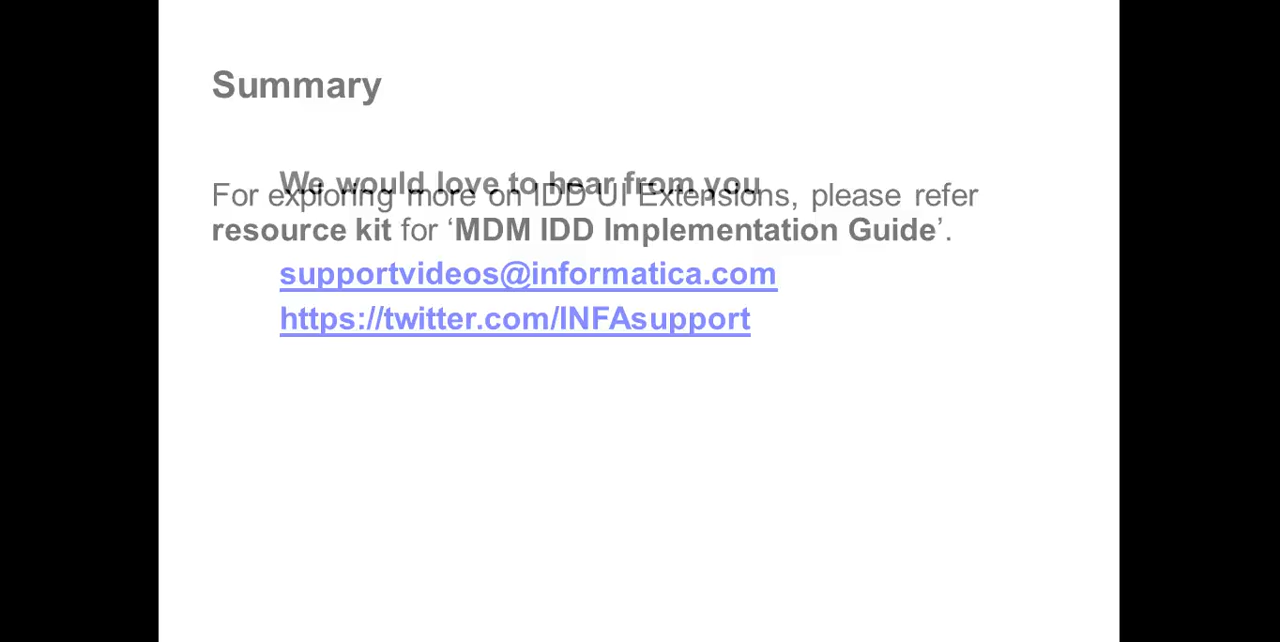 Summary
We would love to hear from you
For exploring more on IDD UI Extensions, please refer
resource kit for ‘MDM IDD Implementation Guide’.
supportvideos@informatica.com
https://twitter.com/INFAsupport